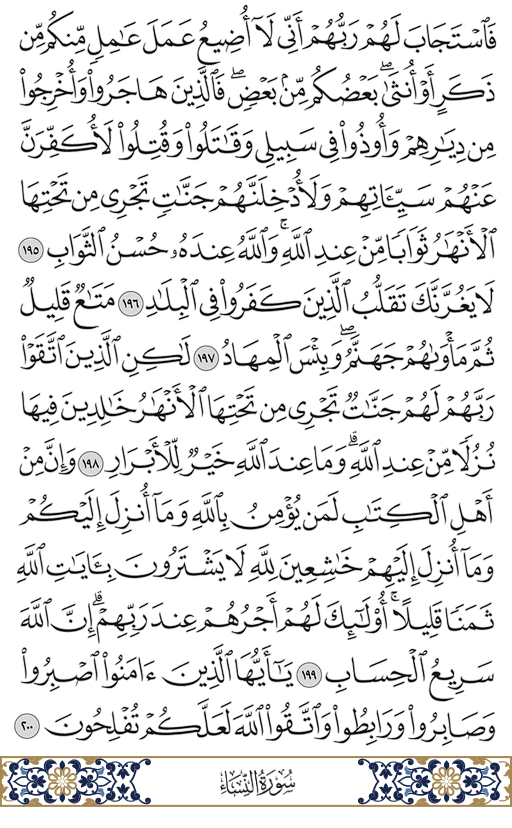 فَٱسْتَجَابَ لَهُمْ رَبُّهُمْ أَنِّى لَآ أُضِيعُ عَمَلَ عَٰمِلٍ مِّنكُم مِّن
ذَكَرٍ أَوْ أُنثَىٰۖ بَعْضُكُم مِّنۢ بَعْضٍۖ فَٱلَّذِينَ هَاجَرُوا۟ وَأُخْرِجُوا۟
مِن دِيَٰرِهِمْ وَأُوذُوا۟ فِى سَبِيلِى وَقَٰتَلُوا۟ وَقُتِلُوا۟ لَأُكَفِّرَنَّ
عَنْهُمْ سَيِّـَٔاتِهِمْ وَلَأُدْخِلَنَّهُمْ جَنَّٰتٍ تَجْرِى مِن تَحْتِهَا
ٱلْأَنْهَٰرُ ثَوَابًا مِّنْ عِندِ ٱللَّهِۗ وَٱللَّهُ عِندَهُۥ حُسْنُ ٱلثَّوَابِ ١٩٥
لَا يَغُرَّنَّكَ تَقَلُّبُ ٱلَّذِينَ كَفَرُوا۟ فِى ٱلْبِلَٰدِ ١٩٦ مَتَٰعٌ قَلِيلٌ
ثُمَّ مَأْوَىٰهُمْ جَهَنَّمُۖ وَبِئْسَ ٱلْمِهَادُ ١٩٧ لَٰكِنِ ٱلَّذِينَ ٱتَّقَوْا۟
رَبَّهُمْ لَهُمْ جَنَّٰتٌ تَجْرِى مِن تَحْتِهَا ٱلْأَنْهَٰرُ خَٰلِدِينَ فِيهَا
نُزُلًا مِّنْ عِندِ ٱللَّهِۗ وَمَا عِندَ ٱللَّهِ خَيْرٌ لِّلْأَبْرَارِ ١٩٨ وَإِنَّ مِنْ
أَهْلِ ٱلْكِتَٰبِ لَمَن يُؤْمِنُ بِٱللَّهِ وَمَآ أُنزِلَ إِلَيْكُمْ
وَمَآ أُنزِلَ إِلَيْهِمْ خَٰشِعِينَ لِلَّهِ لَا يَشْتَرُونَ بِـَٔايَٰتِ ٱللَّهِ
ثَمَنًا قَلِيلًاۗ أُو۟لَٰٓئِكَ لَهُمْ أَجْرُهُمْ عِندَ رَبِّهِمْۗ إِنَّ ٱللَّهَ
سَرِيعُ ٱلْحِسَابِ ١٩٩ يَٰٓأَيُّهَا ٱلَّذِينَ ءَامَنُوا۟ ٱصْبِرُوا۟
وَصَابِرُوا۟ وَرَابِطُوا۟ وَٱتَّقُوا۟ ٱللَّهَ لَعَلَّكُمْ تُفْلِحُونَ ٢٠٠
سُورَةُ النِّسَاءِ